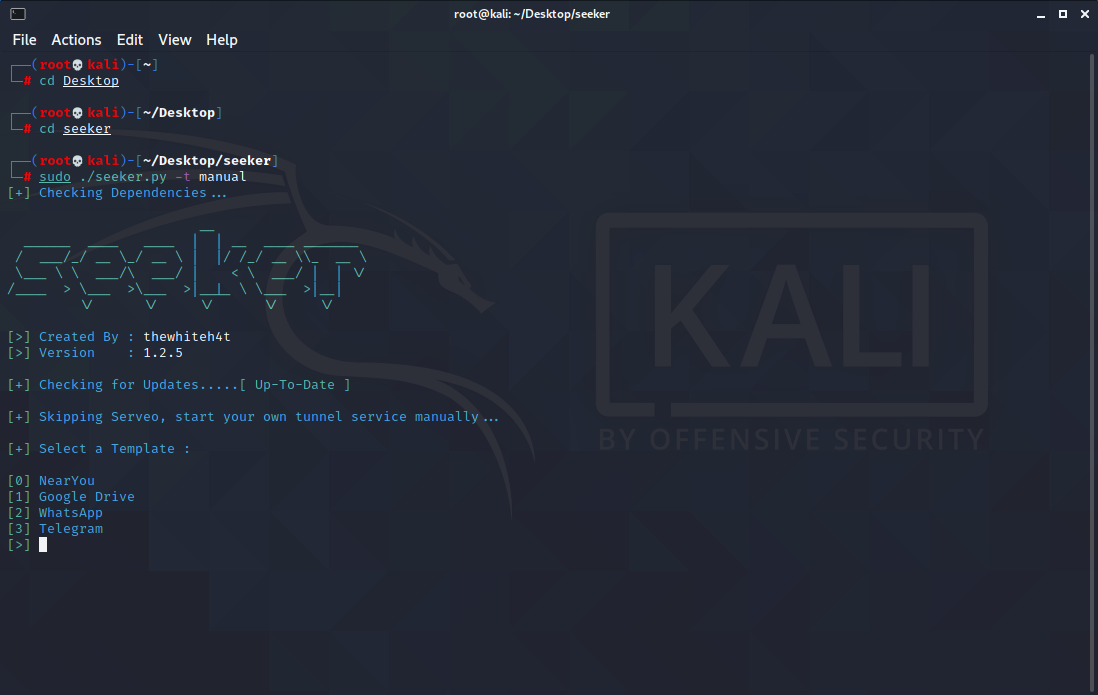 root@kali: ~/Desktop/seeker
File Actions Edit View Help
┌──(root💀kali)-[~]
└─# cd Desktop
┌──(root💀kali)-[~/Desktop]
└─# cd seeker
┌──(root💀kali)-[~/Desktop/seeker]
└─# sudo ./seeker.py -t manual
[+] Checking Dependencies...
seeker
[>] Created By : thewhiteh4t
[>] Version    : 1.2.5
[+] Checking for Updates.....[ Up-To-Date ]
[+] Skipping Serveo, start your own tunnel service manually...
[+] Select a Template :
[0] NearYou
[1] Google Drive
[2] WhatsApp
[3] Telegram
[>]
KALI
BY OFFENSIVE SECURITY